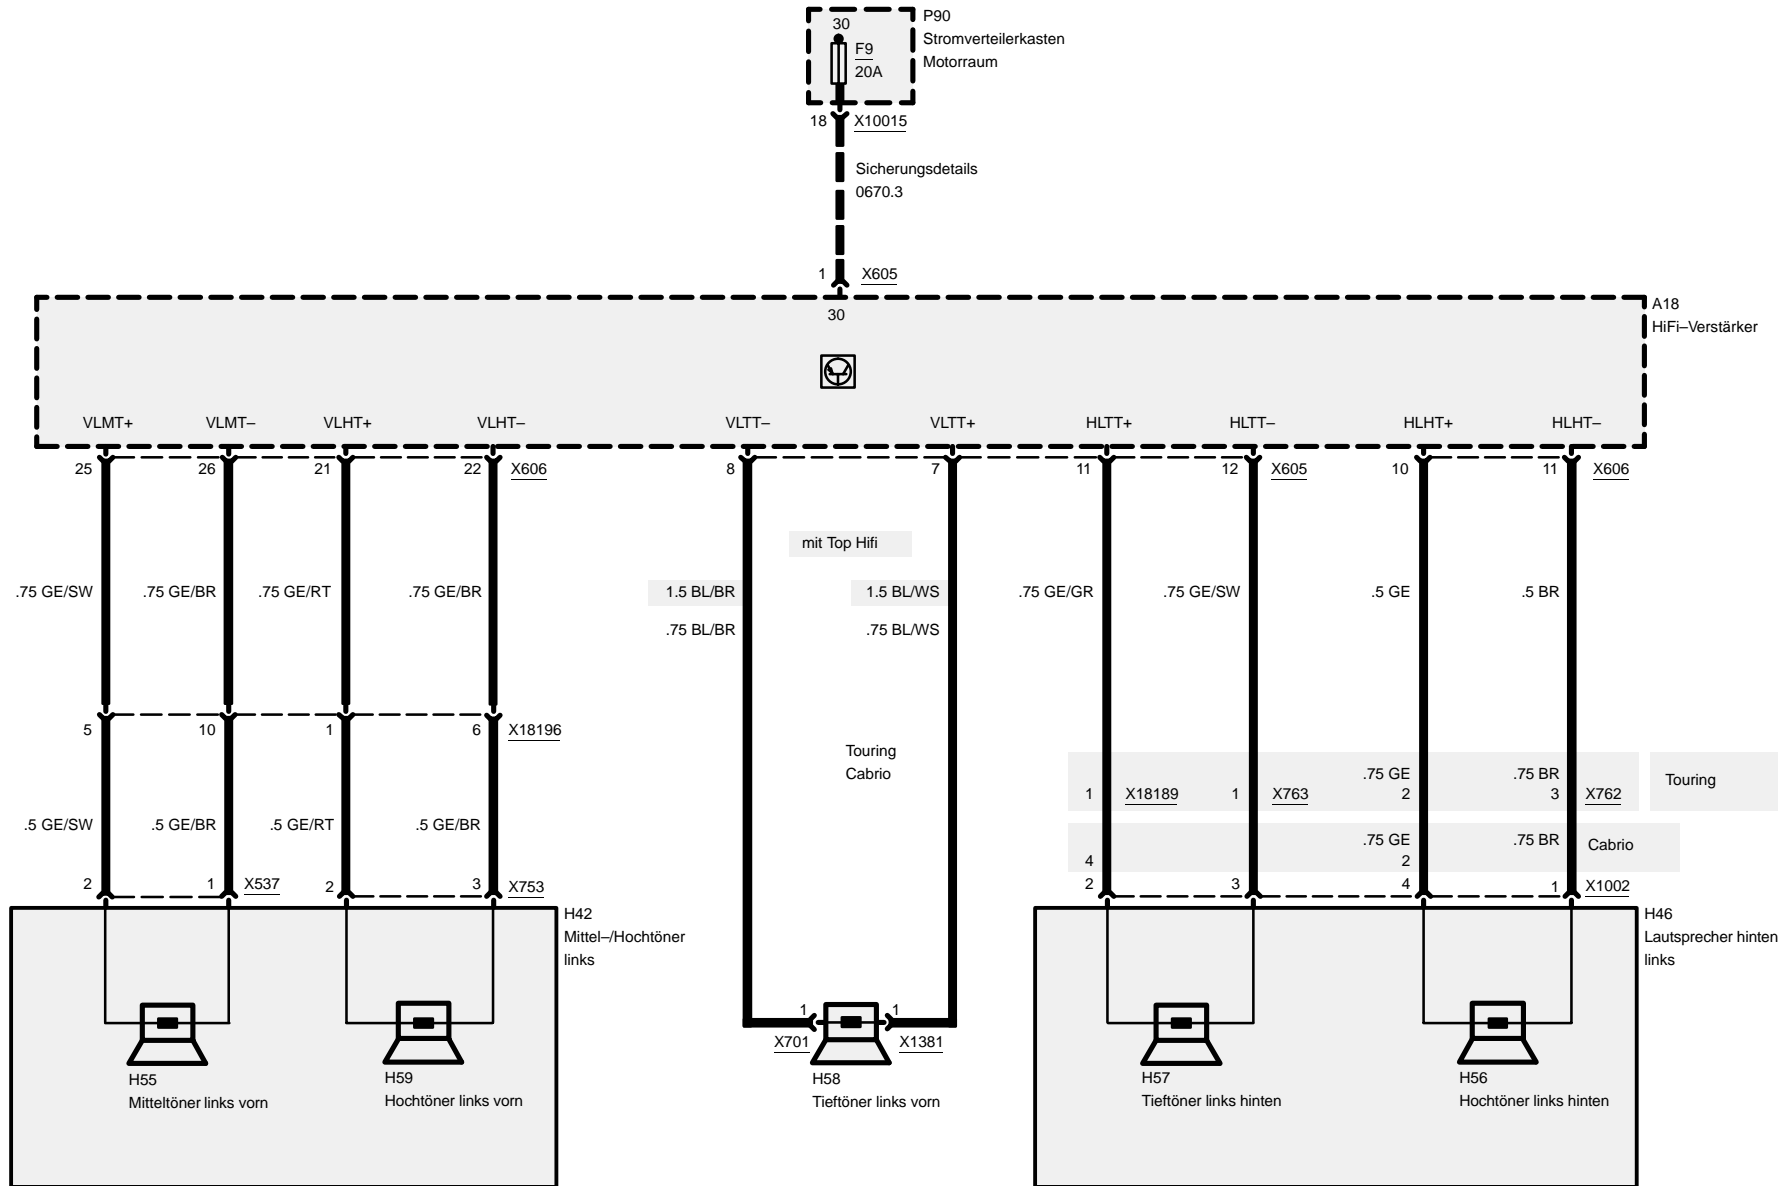 30
F9
20A
P90
Stromverteilerkasten
Motorraum
18 X10015
Sicherungsdetails
0670.3
1 X605
30
A18
HiFi–Verstärker
VLMT+ VLMT– VLHT+ VLHT– VLTT– VLTT+ HLTT+ HLTT– HLHT+ HLHT–
25 26 21 22 X606 8 7 11 12 X605 10 11 X606
mit Top Hifi
.75 GE/SW .75 GE/BR .75 GE/RT .75 GE/BR 1.5 BL/BR 1.5 BL/WS .75 GE/GR .75 GE/SW .5 GE .5 BR
.75 BL/BR .75 BL/WS
5 10 1 6 X18196
Touring
Cabrio
.75 GE .75 BR
1 X18189 1 X763 2 3 X762
Touring
.5 GE/SW .5 GE/BR .5 GE/RT .5 GE/BR
.75 GE .75 BR Cabrio
4 2
2 1 X537 2 3 X753 2 3 4 1 X1002
H42
Mittel–/Hochtöner
links
H46
Lautsprecher hinten
links
1 1
X701 X1381
H55
Mitteltöner links vorn
H59
Hochtöner links vorn
H58
Tieftöner links vorn
H57
Tieftöner links hinten
H56
Hochtöner links hinten